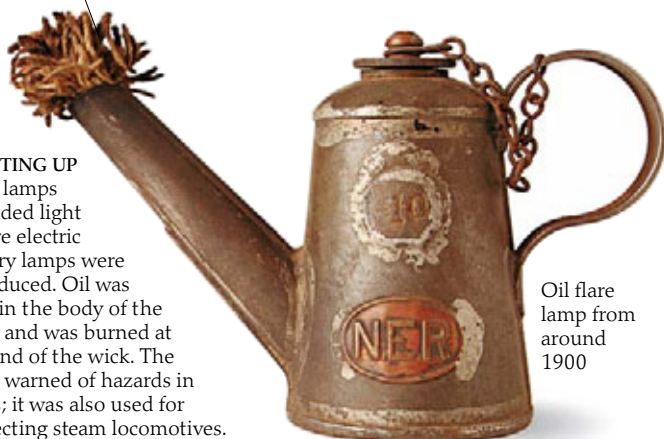 TING UP
lamps
ded light
re electric
ry lamps were
duced. Oil was
in the body of the
and was burned at
nd of the wick. The
warned of hazards in
; it was also used for
ecting steam locomotives.
NER
Oil flare
lamp from
around
1900